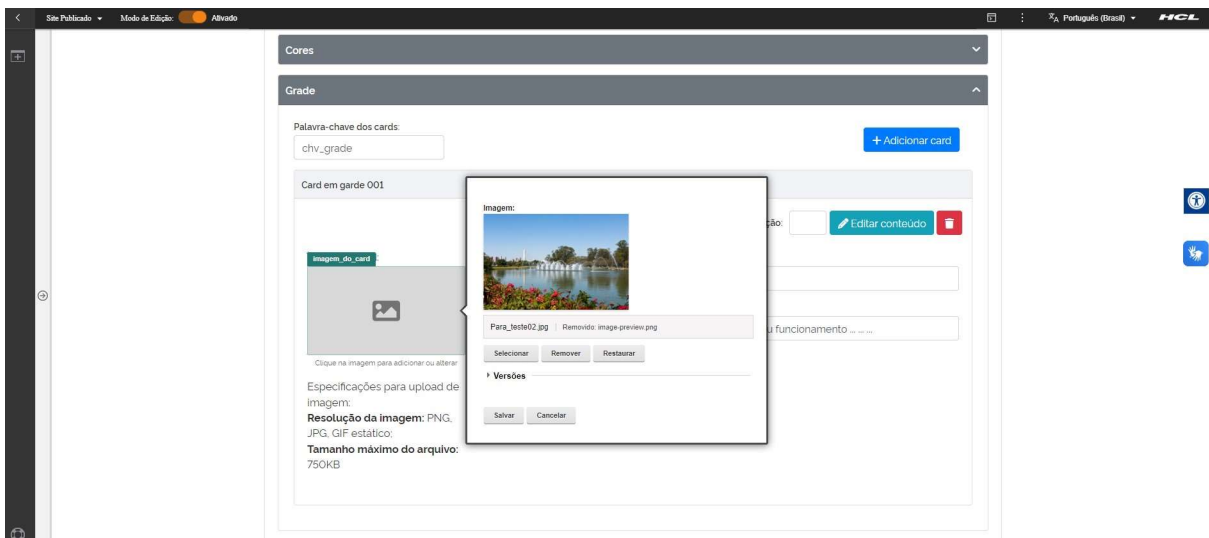 Site Publicado
Modo de Edição:
Ativado
Português (Brasil)
HCL
Cores
Grade
Palavra-chave dos cards:
chv_grade
+ Adicionar card
Card em garde 001
Imagem:
ção:
Editar conteúdo
imagem_do_card
Para_teste02.jpg | Removido: image-preview.png
u funcionamento ... ... ...
Selecionar
Remover
Restaurar
Clique na imagem para adicionar ou alterar
Versões
Especificações para upload de
imagem:
Resolução da imagem: PNG,
JPG, GIF estático;
Tamanho máximo do arquivo:
750KB
Salvar
Cancelar